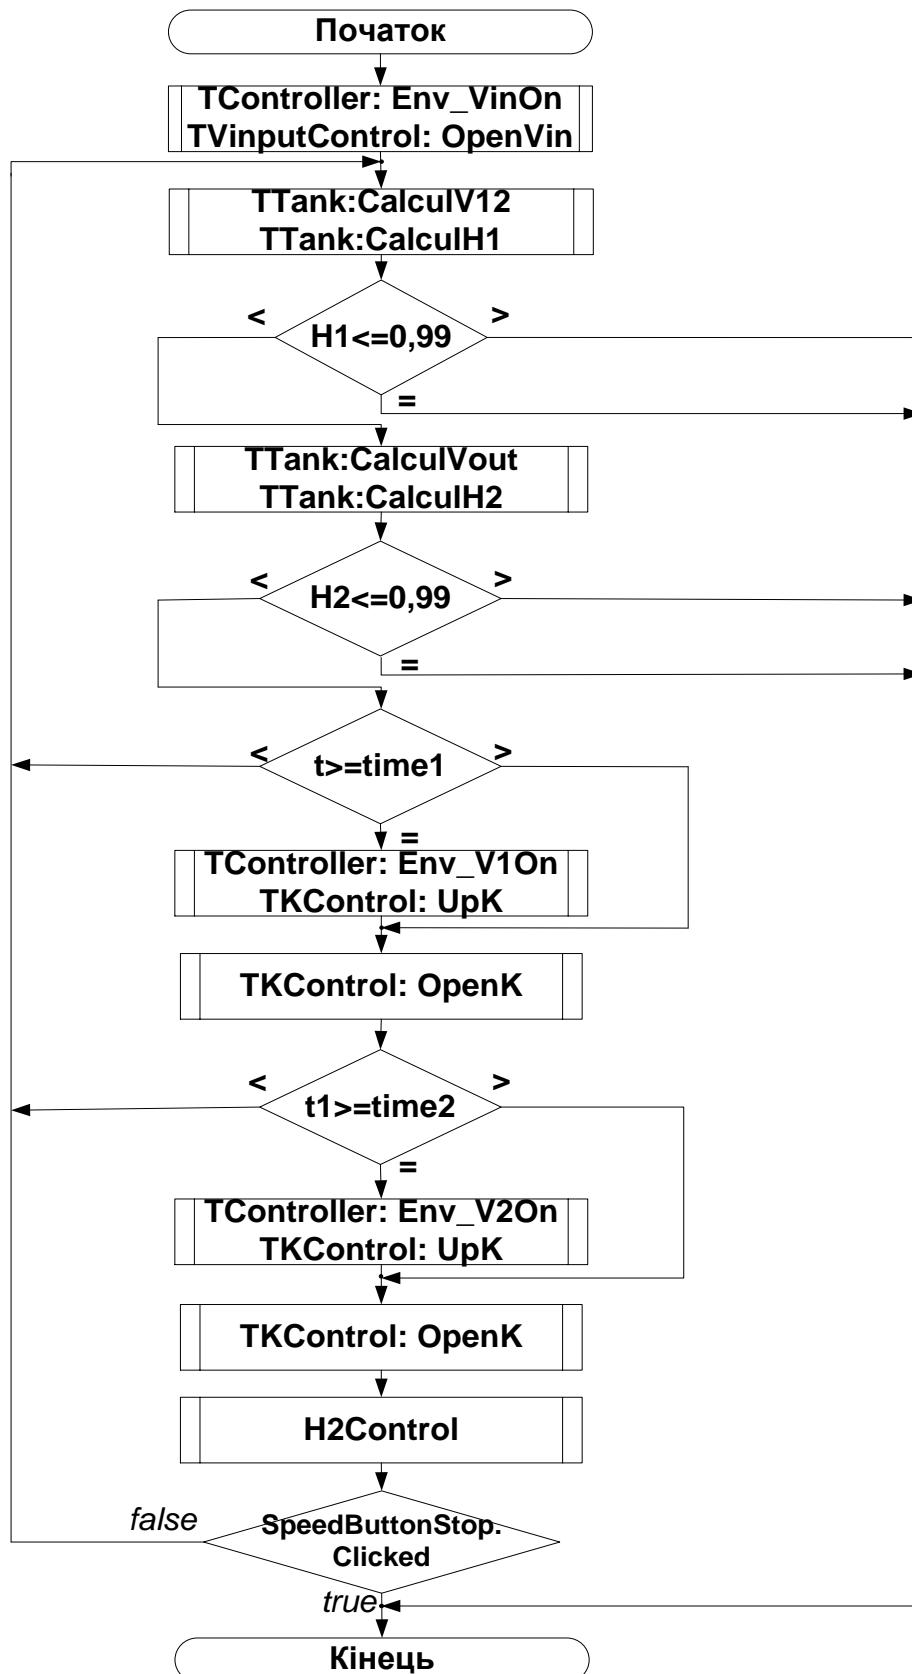 Початок
TController: Env_VinOn
TVinputControl: OpenVin
TTank:CalculV12
TTank:CalculH1
< >
H1<=0,99
=
TTank:CalculVout
TTank:CalculH2
< >
H2<=0,99
=
< >
t>=time1
=
TController: Env_V1On
TKControl: UpK
TKControl: OpenK
< >
t1>=time2
=
TController: Env_V2On
TKControl: UpK
TKControl: OpenK
H2Control
false
SpeedButtonStop.
Clicked
true
Кінець